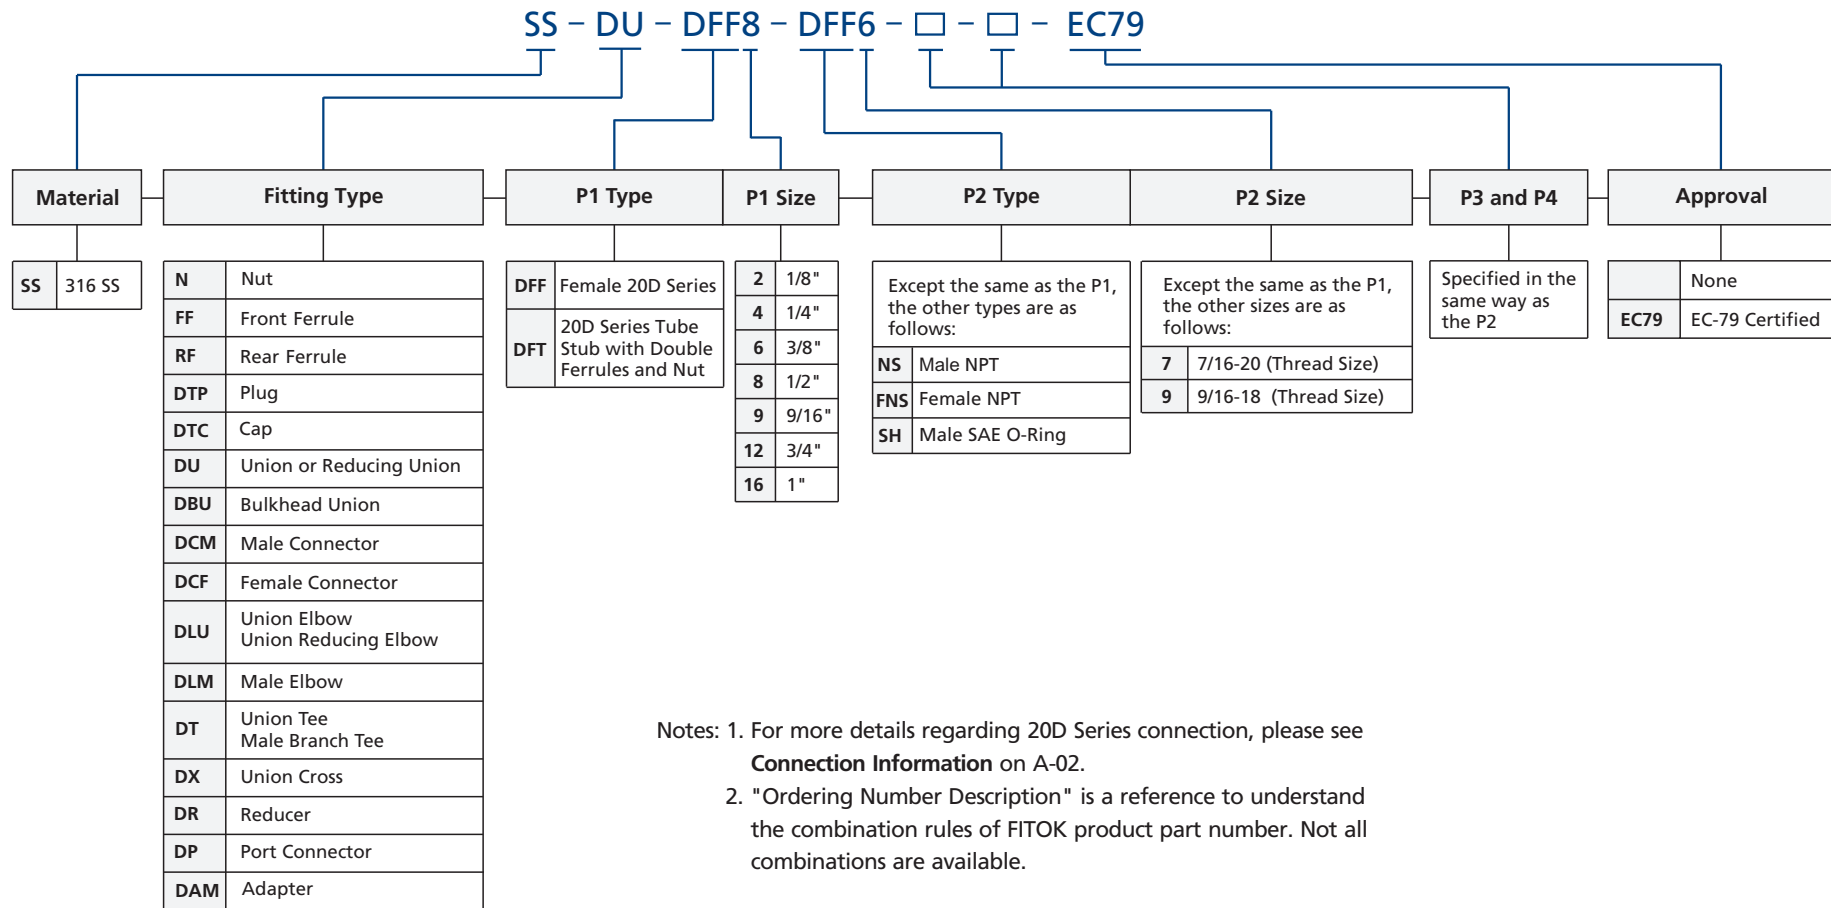 SS – DU – DFF8 – DFF6 – □ – □ – EC79
Material
SS 316 SS
Fitting Type
N Nut
FF Front Ferrule
RF Rear Ferrule
DTP Plug
DTC Cap
DU Union or Reducing Union
DBU Bulkhead Union
DCM Male Connector
DCF Female Connector
DLU Union Elbow
Union Reducing Elbow
DLM Male Elbow
DT Union Tee
Male Branch Tee
DX Union Cross
DR Reducer
DP Port Connector
DAM Adapter
P1 Type
DFF Female 20D Series
DFT 20D Series Tube
Stub with Double
Ferrules and Nut
P1 Size
2 1/8"
4 1/4"
6 3/8"
8 1/2"
9 9/16"
12 3/4"
16 1"
P2 Type
Except the same as the P1,
the other types are as
follows:
NS Male NPT
FNS Female NPT
SH Male SAE O-Ring
P2 Size
Except the same as the P1,
the other sizes are as
follows:
7 7/16-20 (Thread Size)
9 9/16-18 (Thread Size)
P3 and P4
Specified in the
same way as
the P2
Approval
None
EC79 EC-79 Certified
Notes: 1. For more details regarding 20D Series connection, please see
Connection Information on A-02.
2. "Ordering Number Description" is a reference to understand
the combination rules of FITOK product part number. Not all
combinations are available.